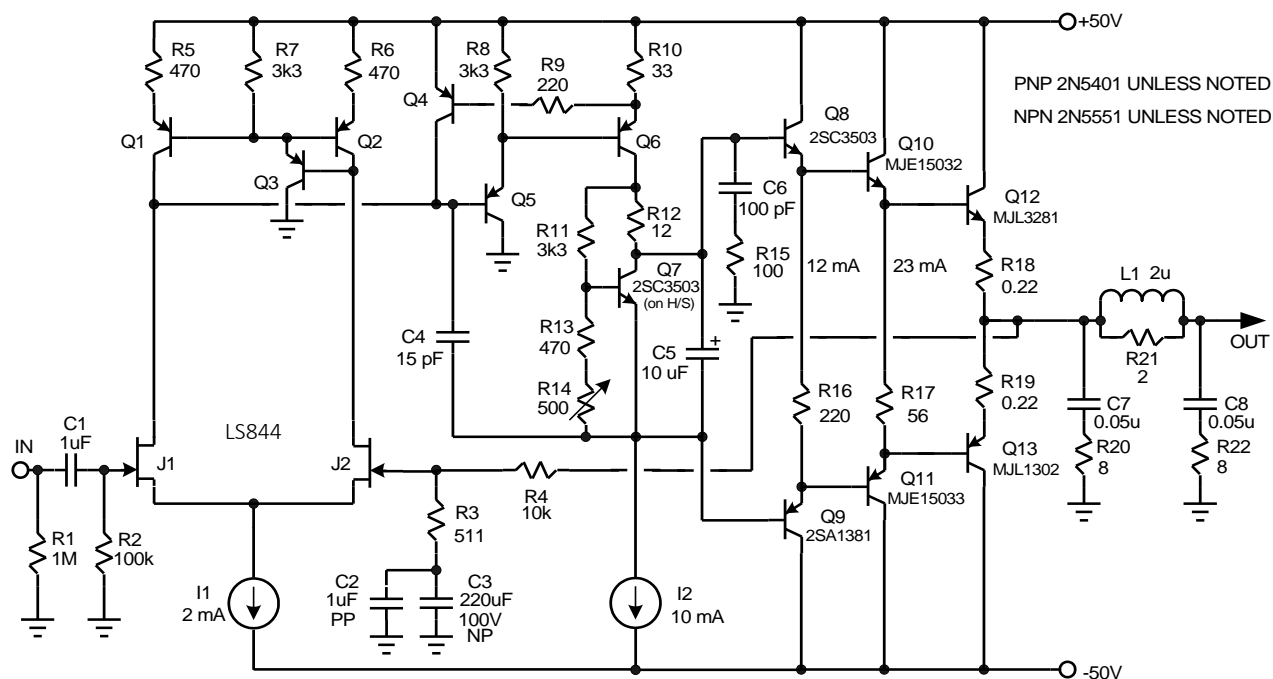 +50V
R5
470
R7
3k3
R6
470
Q4
R9
220
R8
3k3
R10
33
PNP 2N5401 UNLESS NOTED
NPN 2N5551 UNLESS NOTED
Q1
Q2
Q3
Q5
Q6
Q8
2SC3503
Q10
MJE15032
Q12
MJL3281
C6
100 pF
R11
3k3
R12
12
R15
100
12 mA
23 mA
R18
0.22
Q7
2SC3503
(on H/S)
L1 2u
OUT
R21
2
C4
15 pF
R13
470
R14
500
C5
+
10 uF
R16
220
R17
56
R19
0.22
C7
0.05u
C8
0.05u
R20
8
R22
8
LS844
IN
C1
1uF
J1
J2
R4
10k
R3
511
Q11
MJE15033
Q13
MJL1302
Q9
2SA1381
R1
1M
R2
100k
I1
2 mA
C2
1uF
PP
C3
220uF
100V
NP
I2
10 mA
-50V